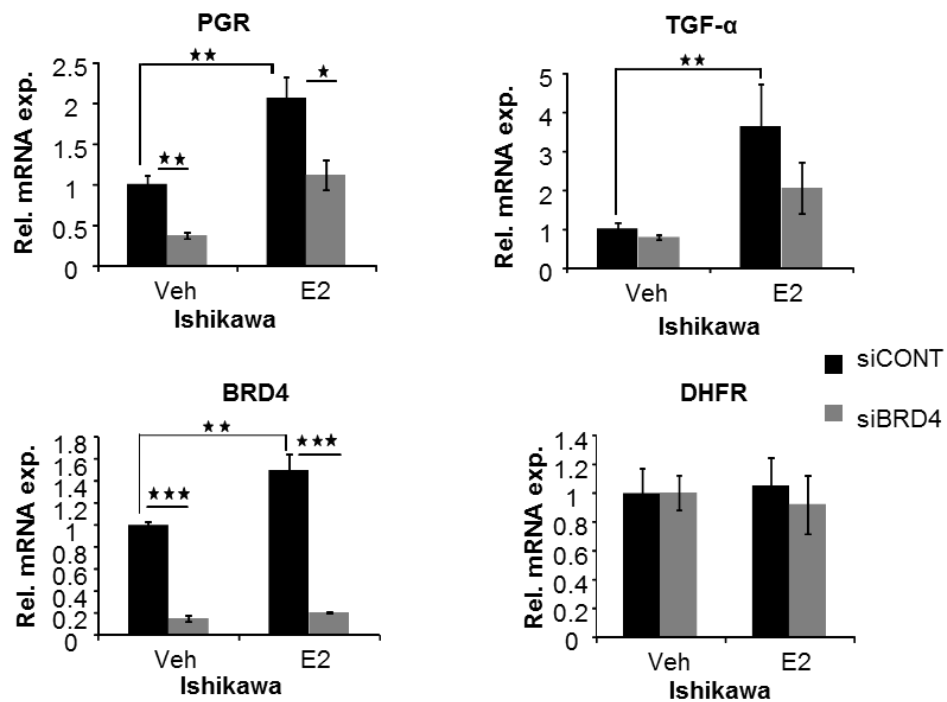 PGR
★★
★
★★
Rel. mRNA exp.
2.5
2
1.5
1
0.5
0
Veh E2
Ishikawa
TGF-α
★★
Rel. mRNA exp.
5
4
3
2
1
0
Veh E2
Ishikawa
siCONT
siBRD4
BRD4
★★
★★★
★★★
Rel. mRNA exp.
1.8
1.6
1.4
1.2
1
0.8
0.6
0.4
0.2
0
Veh E2
Ishikawa
DHFR
Rel. mRNA exp.
1.4
1.2
1
0.8
0.6
0.4
0.2
0
Veh E2
Ishikawa